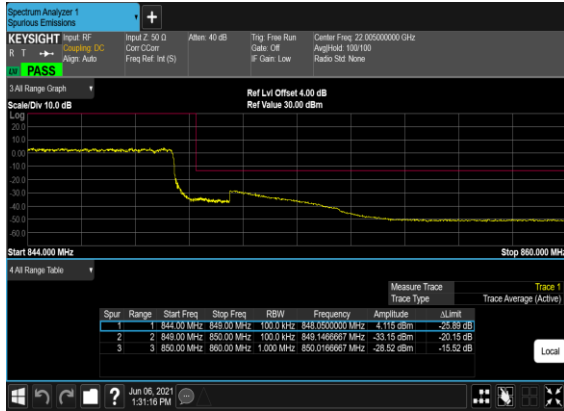 Spectrum Analyzer 1
Spurious Emissions
KEYSIGHT Input: RF Input Z: 50 Ω Atten: 40 dB Trig: Free Run Center Freq: 22.005000000 GHz
R T Coupling: DC Corr CCorr Gate: Off Avg|Hold: 100/100
Align: Auto Freq Ref: Int (S) IF Gain: Low Radio Std: None
PASS
3 All Range Graph
Ref Lvl Offset 4.00 dB
Scale/Div 10.0 dB Ref Value 30.00 dBm
Log
20.0
10.0
0.00
-10.0
-20.0
-30.0
-40.0
-50.0
-60.0
Start 844.000 MHz Stop 860.000 MHz
4 All Range Table
Measure Trace Trace 1
Trace Type Trace Average (Active)
Spur Range Start Freq Stop Freq RBW Frequency Amplitude ΔLimit
1 1 844.00 MHz 849.00 MHz 100.0 kHz 848.0500000 MHz 4.115 dBm -25.89 dB
2 2 849.00 MHz 850.00 MHz 100.0 kHz 849.1466667 MHz -33.15 dBm -20.15 dB
3 3 850.00 MHz 860.00 MHz 1.000 MHz 850.0166667 MHz -28.52 dBm -15.52 dB
Local
? Jun 06, 2021
1:31:16 PM